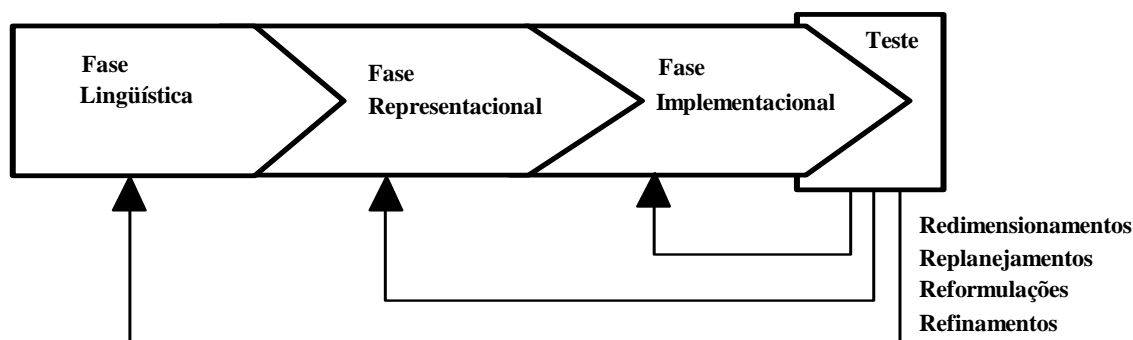 Fase
Lingüística
Fase
Representacional
Fase
Implementacional
Teste
Redimensionamentos
Replanejamentos
Reformulações
Refinamentos